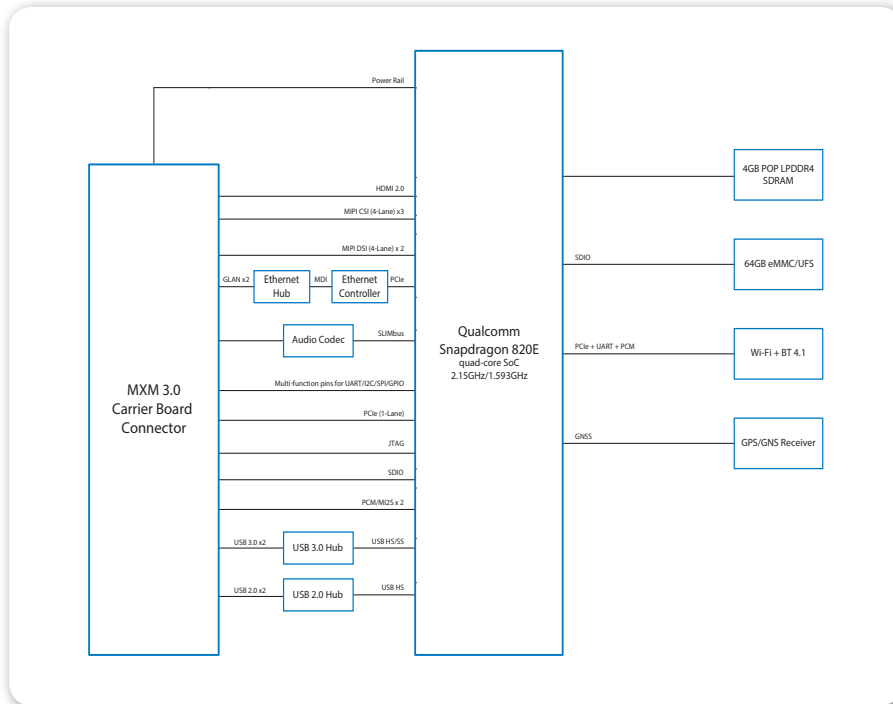 Power Rail
4GB POP LPDDR4
SDRAM
HDMI 2.0
MIPI CSI (4-Lane) x3
MIPI DSI (4-Lane) x 2
SDIO
64GB eMMC/UFS
GLAN x2
Ethernet
Hub
MDI
Ethernet
Controller
PCIe
Audio Codec
SLIMbus
Qualcomm
Snapdragon 820E
quad-core SoC
2.15GHz/1.593GHz
PCIe + UART + PCM
Wi-Fi + BT 4.1
MXM 3.0
Carrier Board
Connector
Multi-function pins for UART/I2C/SPI/GPIO
PCIe (1-Lane)
JTAG
GNSS
GPS/GNS Receiver
SDIO
PCM/MI2S x 2
USB 3.0 x2
USB 3.0 Hub
USB HS/SS
USB 2.0 x2
USB 2.0 Hub
USB HS